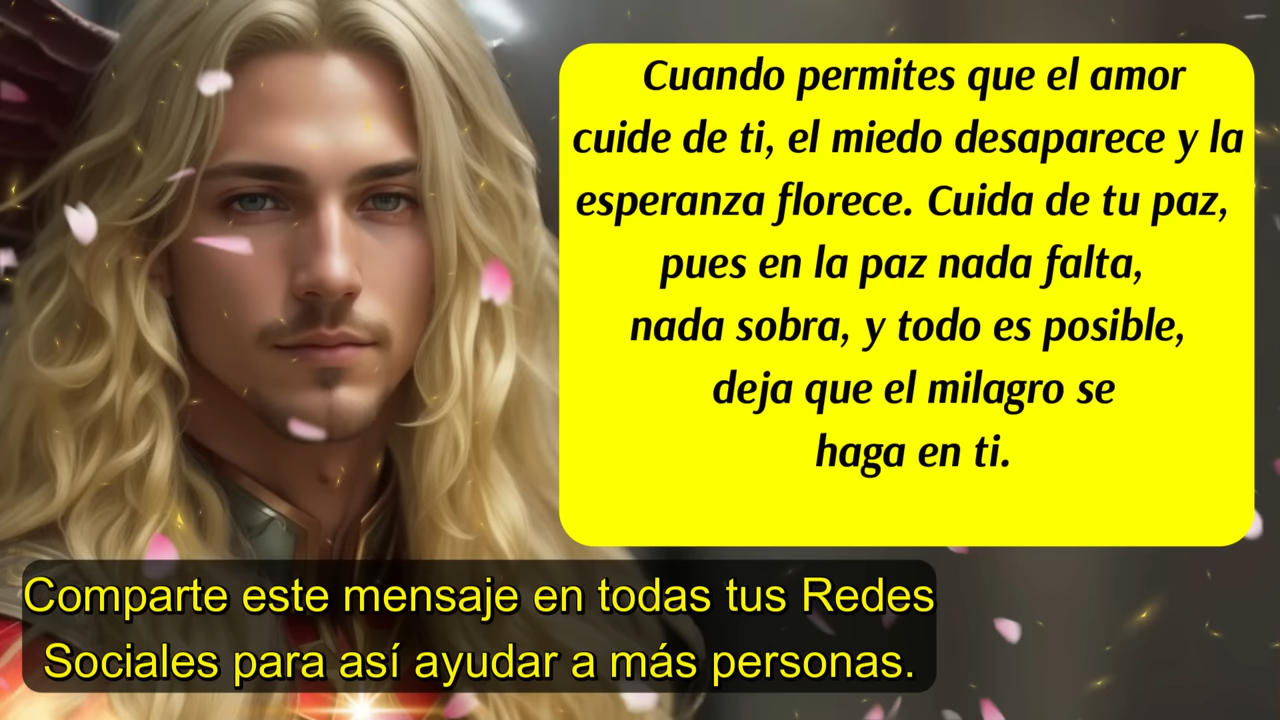 Cuando permites que el amor
cuide de ti, el miedo desaparece y la
esperanza florece. Cuida de tu paz,
pues en la paz nada falta,
nada sobra, y todo es posible,
deja que el milagro se
haga en ti.
Comparte este mensaje en todas tus Redes
Sociales para así ayudar a más personas.